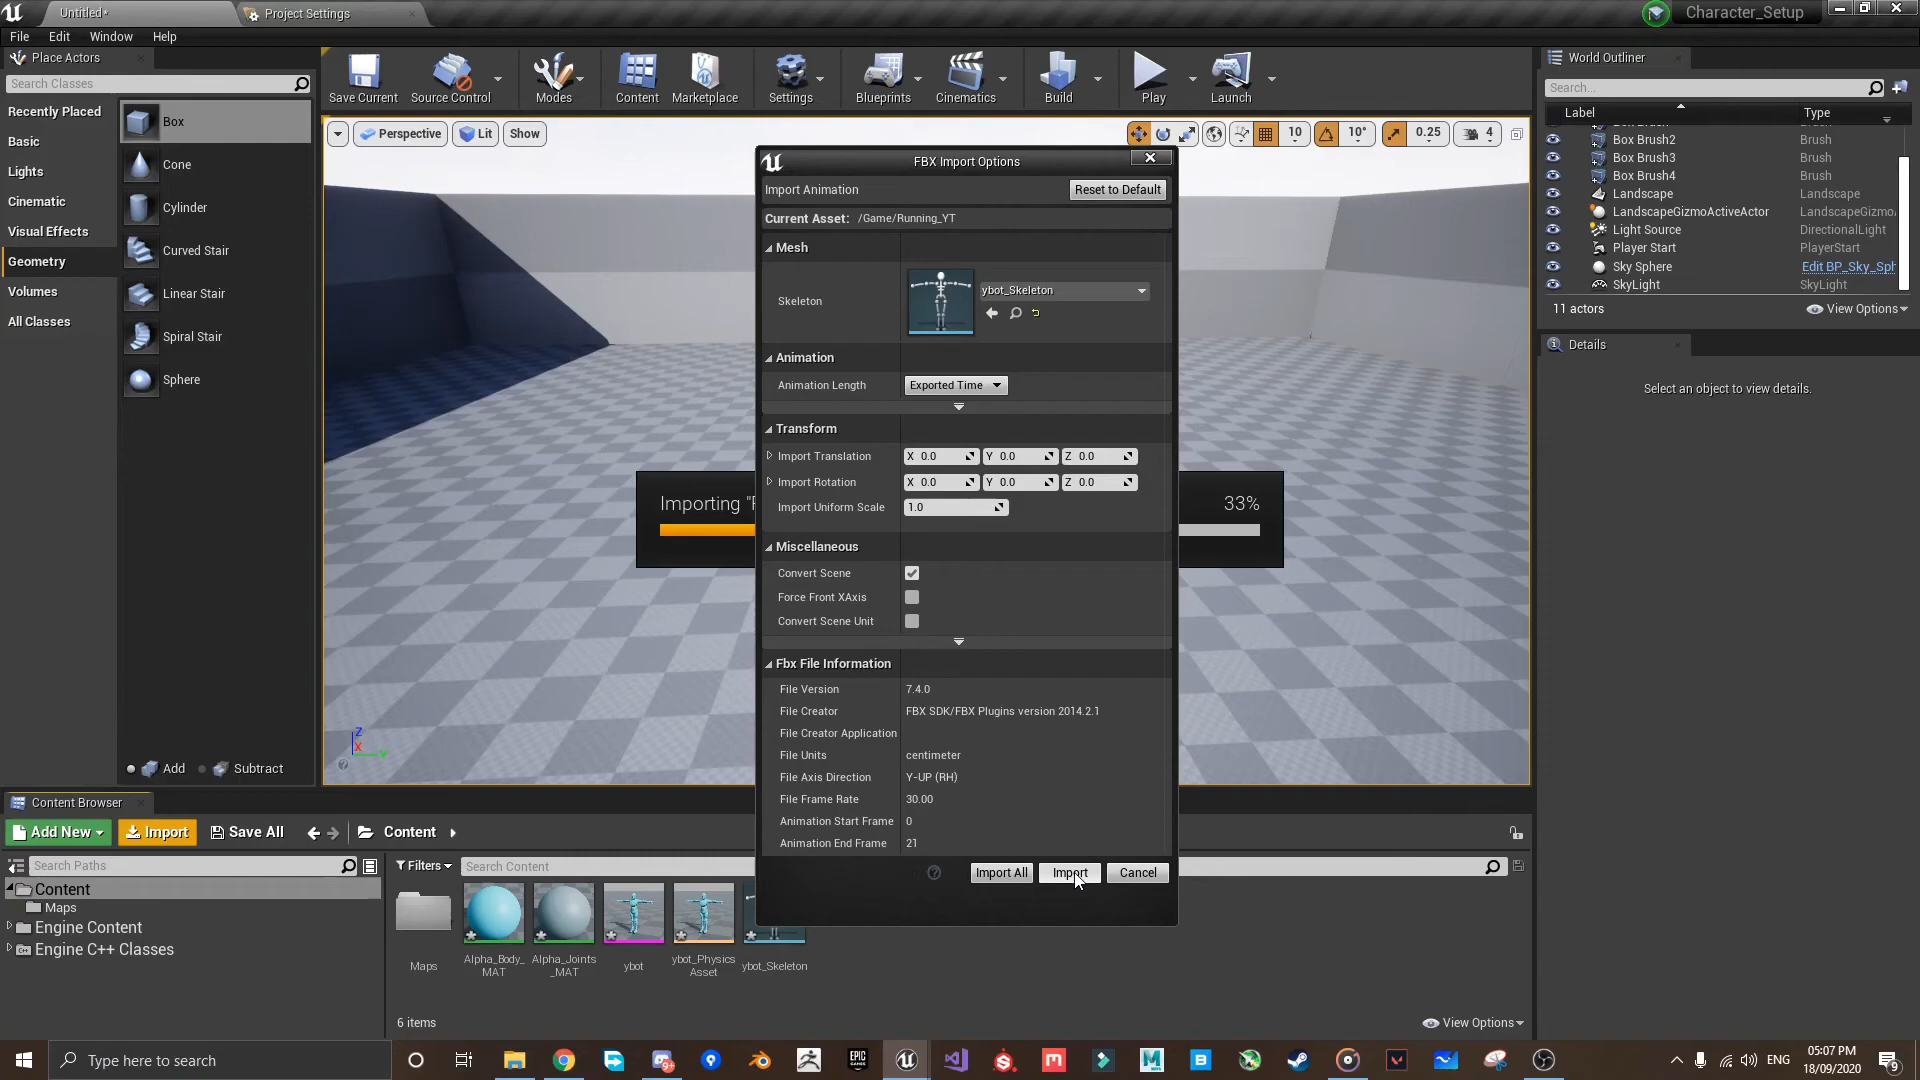 Untitled*
Project Settings
Character_Setup
File Edit Window Help
Place Actors
Search Classes
Recently Placed
Basic
Lights
Cinematic
Visual Effects
Geometry
Volumes
All Classes
Box
Cone
Cylinder
Curved Stair
Linear Stair
Spiral Stair
Sphere
Add Subtract
Save Current Source Control Modes Content Marketplace Settings Blueprints Cinematics Build Play Launch
Perspective Lit Show
10 10° 0.25 4
World Outliner
Search...
Label Type
Box Brush2 Brush
Box Brush3 Brush
Box Brush4 Brush
Landscape Landscape
LandscapeGizmoActiveActor LandscapeGizmo
Light Source DirectionalLight
Player Start PlayerStart
Sky Sphere Edit BP_Sky_Sph
SkyLight SkyLight
11 actors View Options
Details
Select an object to view details.
Importing "
33%
FBX Import Options
Import Animation Reset to Default
Current Asset: /Game/Running_YT
Mesh
Skeleton ybot_Skeleton
Animation
Animation Length Exported Time
Transform
Import Translation X 0.0 Y 0.0 Z 0.0
Import Rotation X 0.0 Y 0.0 Z 0.0
Import Uniform Scale 1.0
Miscellaneous
Convert Scene
Force Front XAxis
Convert Scene Unit
Fbx File Information
File Version 7.4.0
File Creator FBX SDK/FBX Plugins version 2014.2.1
File Creator Application
File Units centimeter
File Axis Direction Y-UP (RH)
File Frame Rate 30.00
Animation Start Frame 0
Animation End Frame 21
Import All Import Cancel
Z
X
Y
Content Browser
Add New Import Save All Content
Search Paths
Filters Search Content
Content
Maps
Engine Content
Engine C++ Classes
Maps
Alpha_Body_
MAT
Alpha_Joints
_MAT
ybot
ybot_Physics
Asset
ybot_Skeleton
6 items View Options
Type here to search
EPIC
GAMES
9+
ENG
05:07 PM
18/09/2020
9